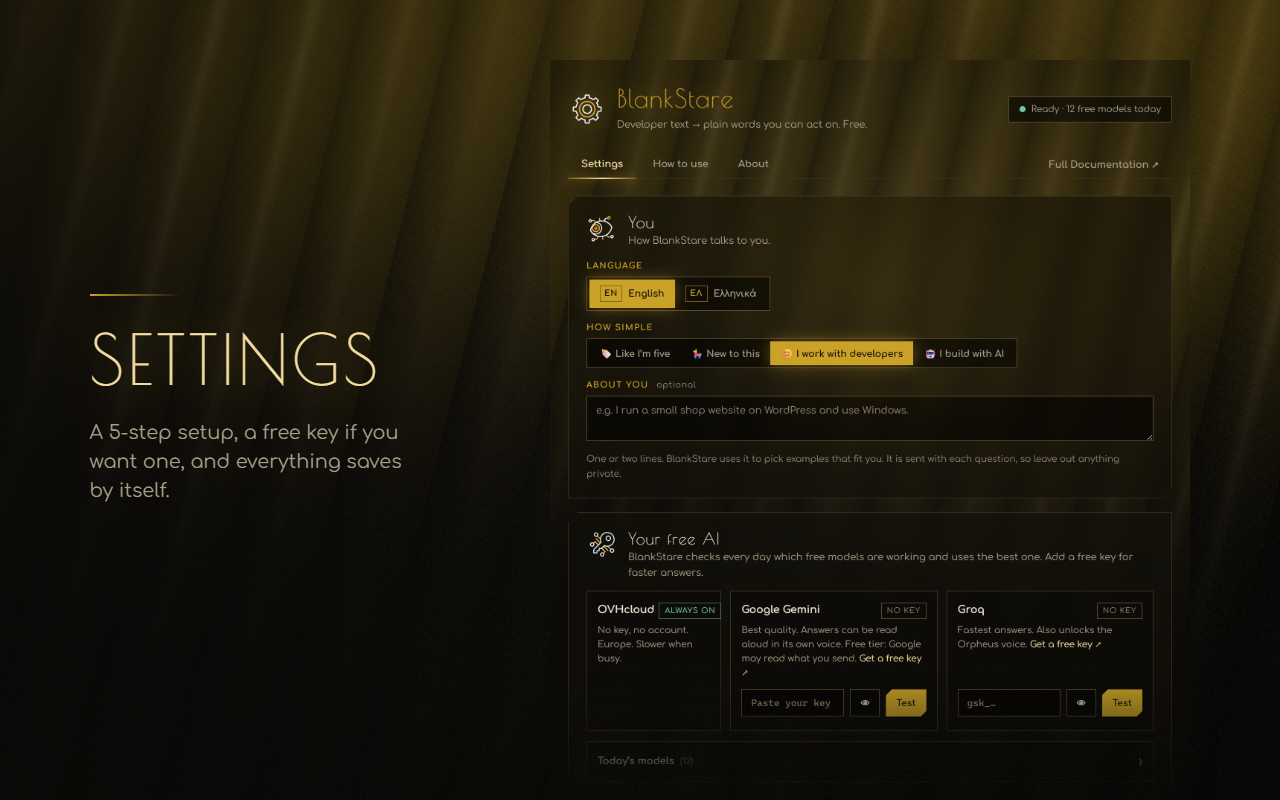 BlankStare
Developer text → plain words you can act on. Free.
Ready · 12 free models today
Settings
How to use
About
Full Documentation ↗
SETTINGS
A 5-step setup, a free key if you
want one, and everything saves
by itself.
You
How BlankStare talks to you.
LANGUAGE
EN English
ΕΛ Ελληνικά
HOW SIMPLE
Like I'm five
New to this
I work with developers
I build with AI
ABOUT YOU optional
e.g. I run a small shop website on WordPress and use Windows.
One or two lines. BlankStare uses it to pick examples that fit you. It is sent with each question, so leave out anything
private.
Your free AI
BlankStare checks every day which free models are working and uses the best one. Add a free key for
faster answers.
OVHcloud ALWAYS ON
No key, no account.
Europe. Slower when
busy.
Google Gemini NO KEY
Best quality. Answers can be read
aloud in its own voice. Free tier: Google
may read what you send. Get a free key
↗
Paste your key
Test
Groq NO KEY
Fastest answers. Also unlocks the
Orpheus voice. Get a free key ↗
gsk_…
Test
Today's models (12)